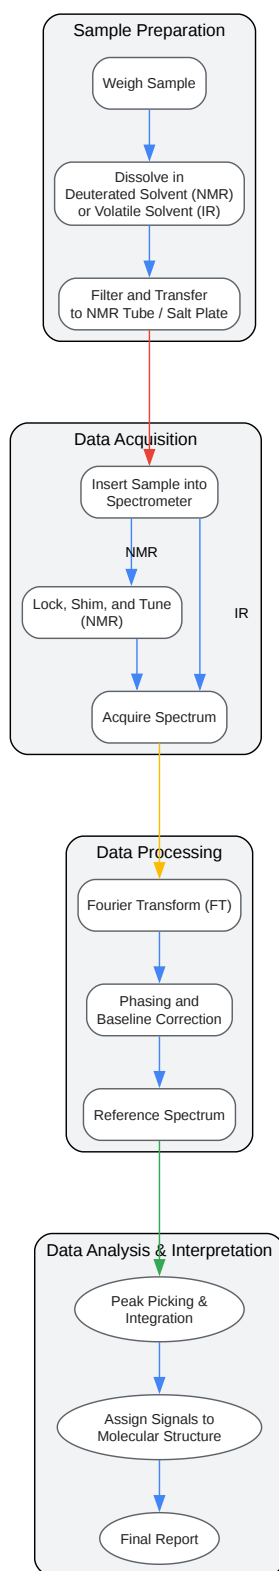 Sample Preparation
Weigh Sample
Dissolve in
Deuterated Solvent (NMR)
or Volatile Solvent (IR)
Filter and Transfer
to NMR Tube / Salt Plate
Data Acquisition
Insert Sample into
Spectrometer
NMR
Lock, Shim, and Tune
(NMR)
IR
Acquire Spectrum
Data Processing
Fourier Transform (FT)
Phasing and
Baseline Correction
Reference Spectrum
Data Analysis & Interpretation
Peak Picking &
Integration
Assign Signals to
Molecular Structure
Final Report